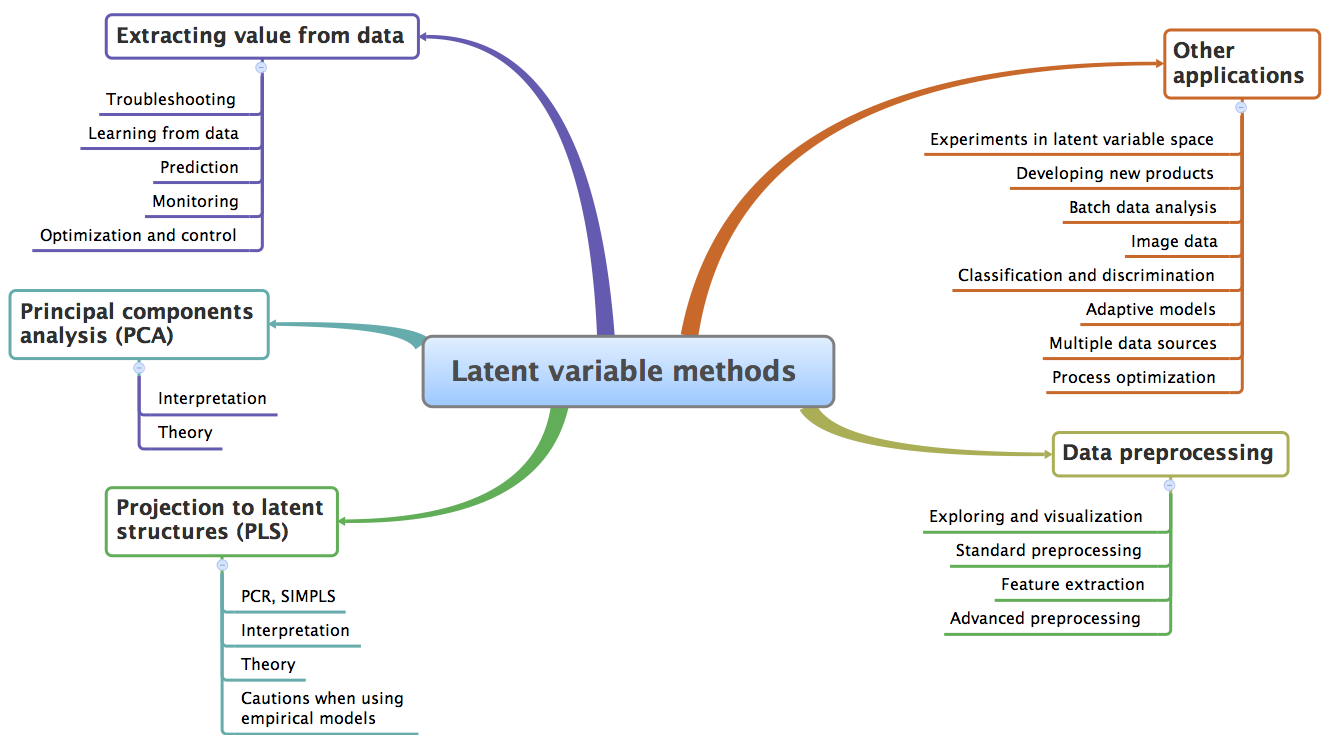 Extracting value from data
Troubleshooting
Learning from data
Prediction
Monitoring
Optimization and control
Principal components
analysis (PCA)
Interpretation
Theory
Projection to latent
structures (PLS)
PCR, SIMPLS
Interpretation
Theory
Cautions when using
empirical models
Latent variable methods
Other
applications
Experiments in latent variable space
Developing new products
Batch data analysis
Image data
Classification and discrimination
Adaptive models
Multiple data sources
Process optimization
Data preprocessing
Exploring and visualization
Standard preprocessing
Feature extraction
Advanced preprocessing